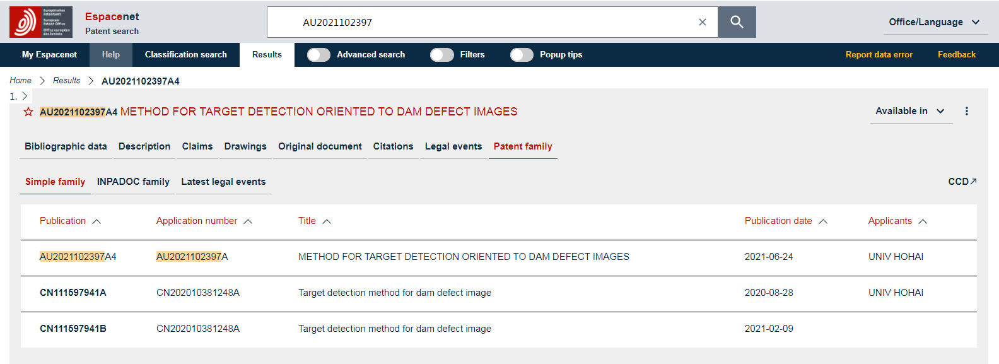 Europäisches
Patentamt
European
Patent Office
Office européen
des brevets
Espacenet
Patent search
AU2021102397
Office/Language
My Espacenet Help Classification search Results Advanced search Filters Popup tips Report data error Feedback
Home Results AU2021102397A4
1.
AU2021102397A4 METHOD FOR TARGET DETECTION ORIENTED TO DAM DEFECT IMAGES Available in
Bibliographic data Description Claims Drawings Original document Citations Legal events Patent family
Simple family INPADOC family Latest legal events CCD
Publication Application number Title Publication date Applicants
AU2021102397A4 AU2021102397A METHOD FOR TARGET DETECTION ORIENTED TO DAM DEFECT IMAGES 2021-06-24 UNIV HOHAI
CN111597941A CN202010381248A Target detection method for dam defect image 2020-08-28 UNIV HOHAI
CN111597941B CN202010381248A Target detection method for dam defect image 2021-02-09